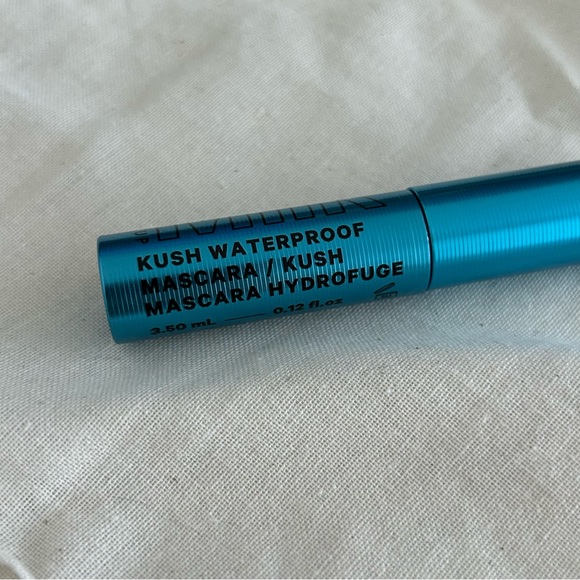 KUSH WATERPROOF
MASCARA / KUSH
MASCARA HYDROFUGE
3.50 mL 0.12 fl.oz